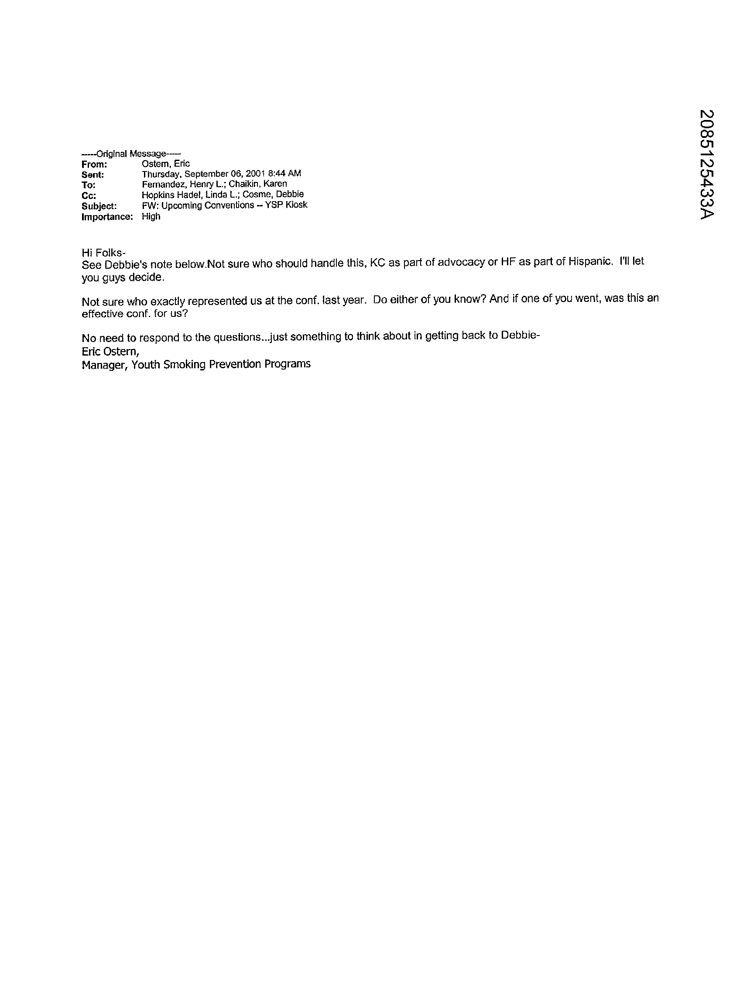 2085125433A
-----Original Message-----
From: Ostern, Eric
Sent: Thursday, September 06, 2001 8:44 AM
To: Fernandez, Henry L.; Chaikin, Karen
Cc: Hopkins Hadel, Linda L.; Cosme, Debbie
Subject: FW: Upcoming Conventions -- YSP Kiosk
Importance: High
Hi Folks-
See Debbie's note below.Not sure who should handle this, KC as part of advocacy or HF as part of Hispanic. I'll let
you guys decide.
Not sure who exactly represented us at the conf. last year. Do either of you know? And if one of you went, was this an
effective conf. for us?
No need to respond to the questions...just something to think about in getting back to Debbie-
Eric Ostern,
Manager, Youth Smoking Prevention Programs